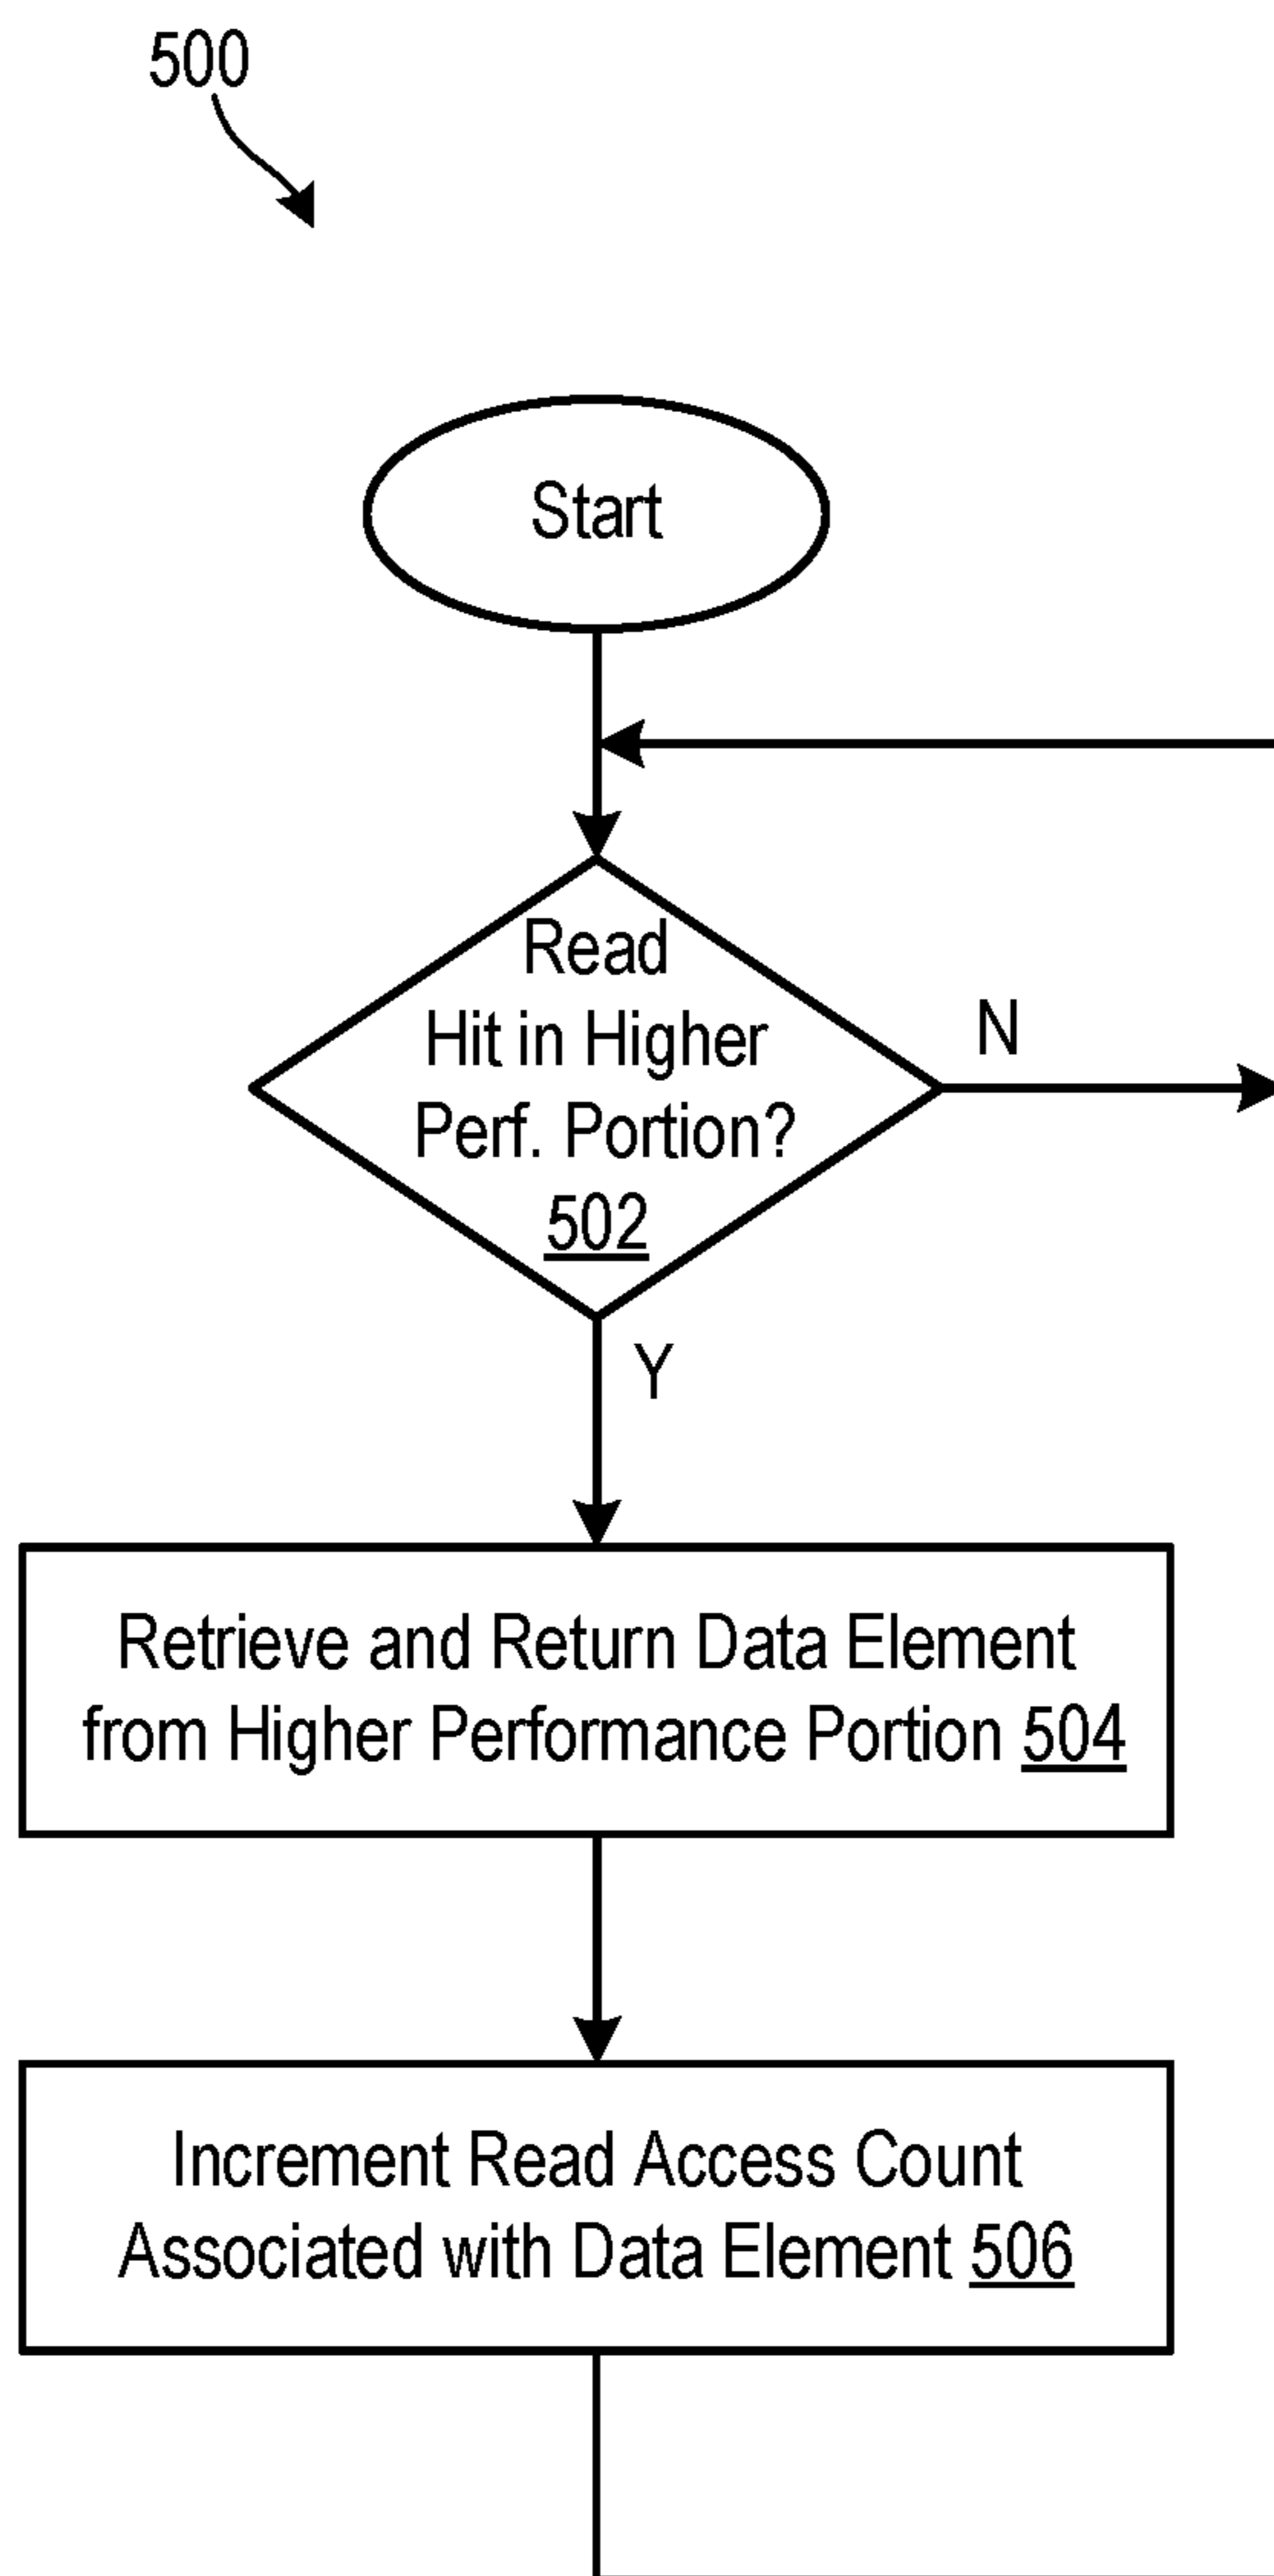 500
Start
Read
Hit in Higher
Perf. Portion?
502
N
Y
Retrieve and Return Data Element
from Higher Performance Portion 504
Increment Read Access Count
Associated with Data Element 506